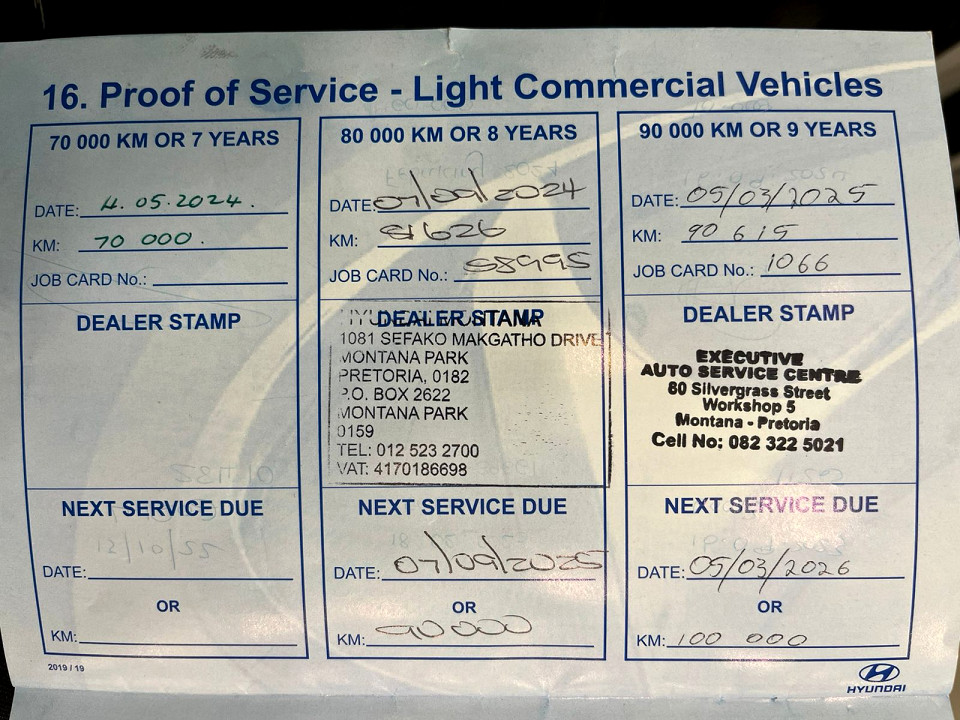 16. Proof of Service - Light Commercial Vehicles
70 000 KM OR 7 YEARS
DATE: 4.05.2024.
KM: 70 000.
JOB CARD No.:
DEALER STAMP
NEXT SERVICE DUE
DATE:
OR
KM:
2019 / 19
80 000 KM OR 8 YEARS
DATE: 07/09/2024
KM: 81626
JOB CARD No.: 58995
DEALER STAMP
1081 SEFAKO MAKGATHO DRIVE
MONTANA PARK
PRETORIA, 0182
P.O. BOX 2622
MONTANA PARK
0159
TEL: 012 523 2700
VAT: 4170186698
NEXT SERVICE DUE
DATE: 07/09/2025
OR
KM: 90000
90 000 KM OR 9 YEARS
DATE: 05/03/2025
KM: 90 615
JOB CARD No.: 1066
DEALER STAMP
EXECUTIVE
AUTO SERVICE CENTRE
80 Silvergrass Street
Workshop 5
Montana - Pretoria
Cell No: 082 322 5021
NEXT SERVICE DUE
DATE: 05/03/2026
OR
KM: 100 000
HYUNDAI